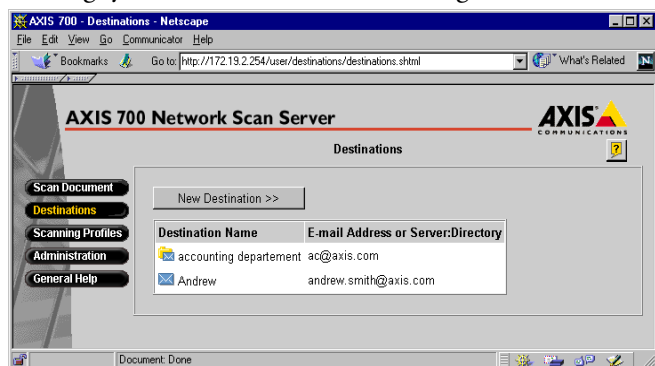 AXIS 700 - Destinations - Netscape
File Edit View Go Communicator Help
Bookmarks Go to: http://172.19.2.254/user/destinations/destinations.shtml What's Related N
AXIS 700 Network Scan Server
AXIS
COMMUNICATIONS
Destinations ?
Scan Document
Destinations
Scanning Profiles
Administration
General Help
New Destination >>
Destination Name E-mail Address or Server:Directory
accounting departement ac@axis.com
Andrew andrew.smith@axis.com
Document: Done